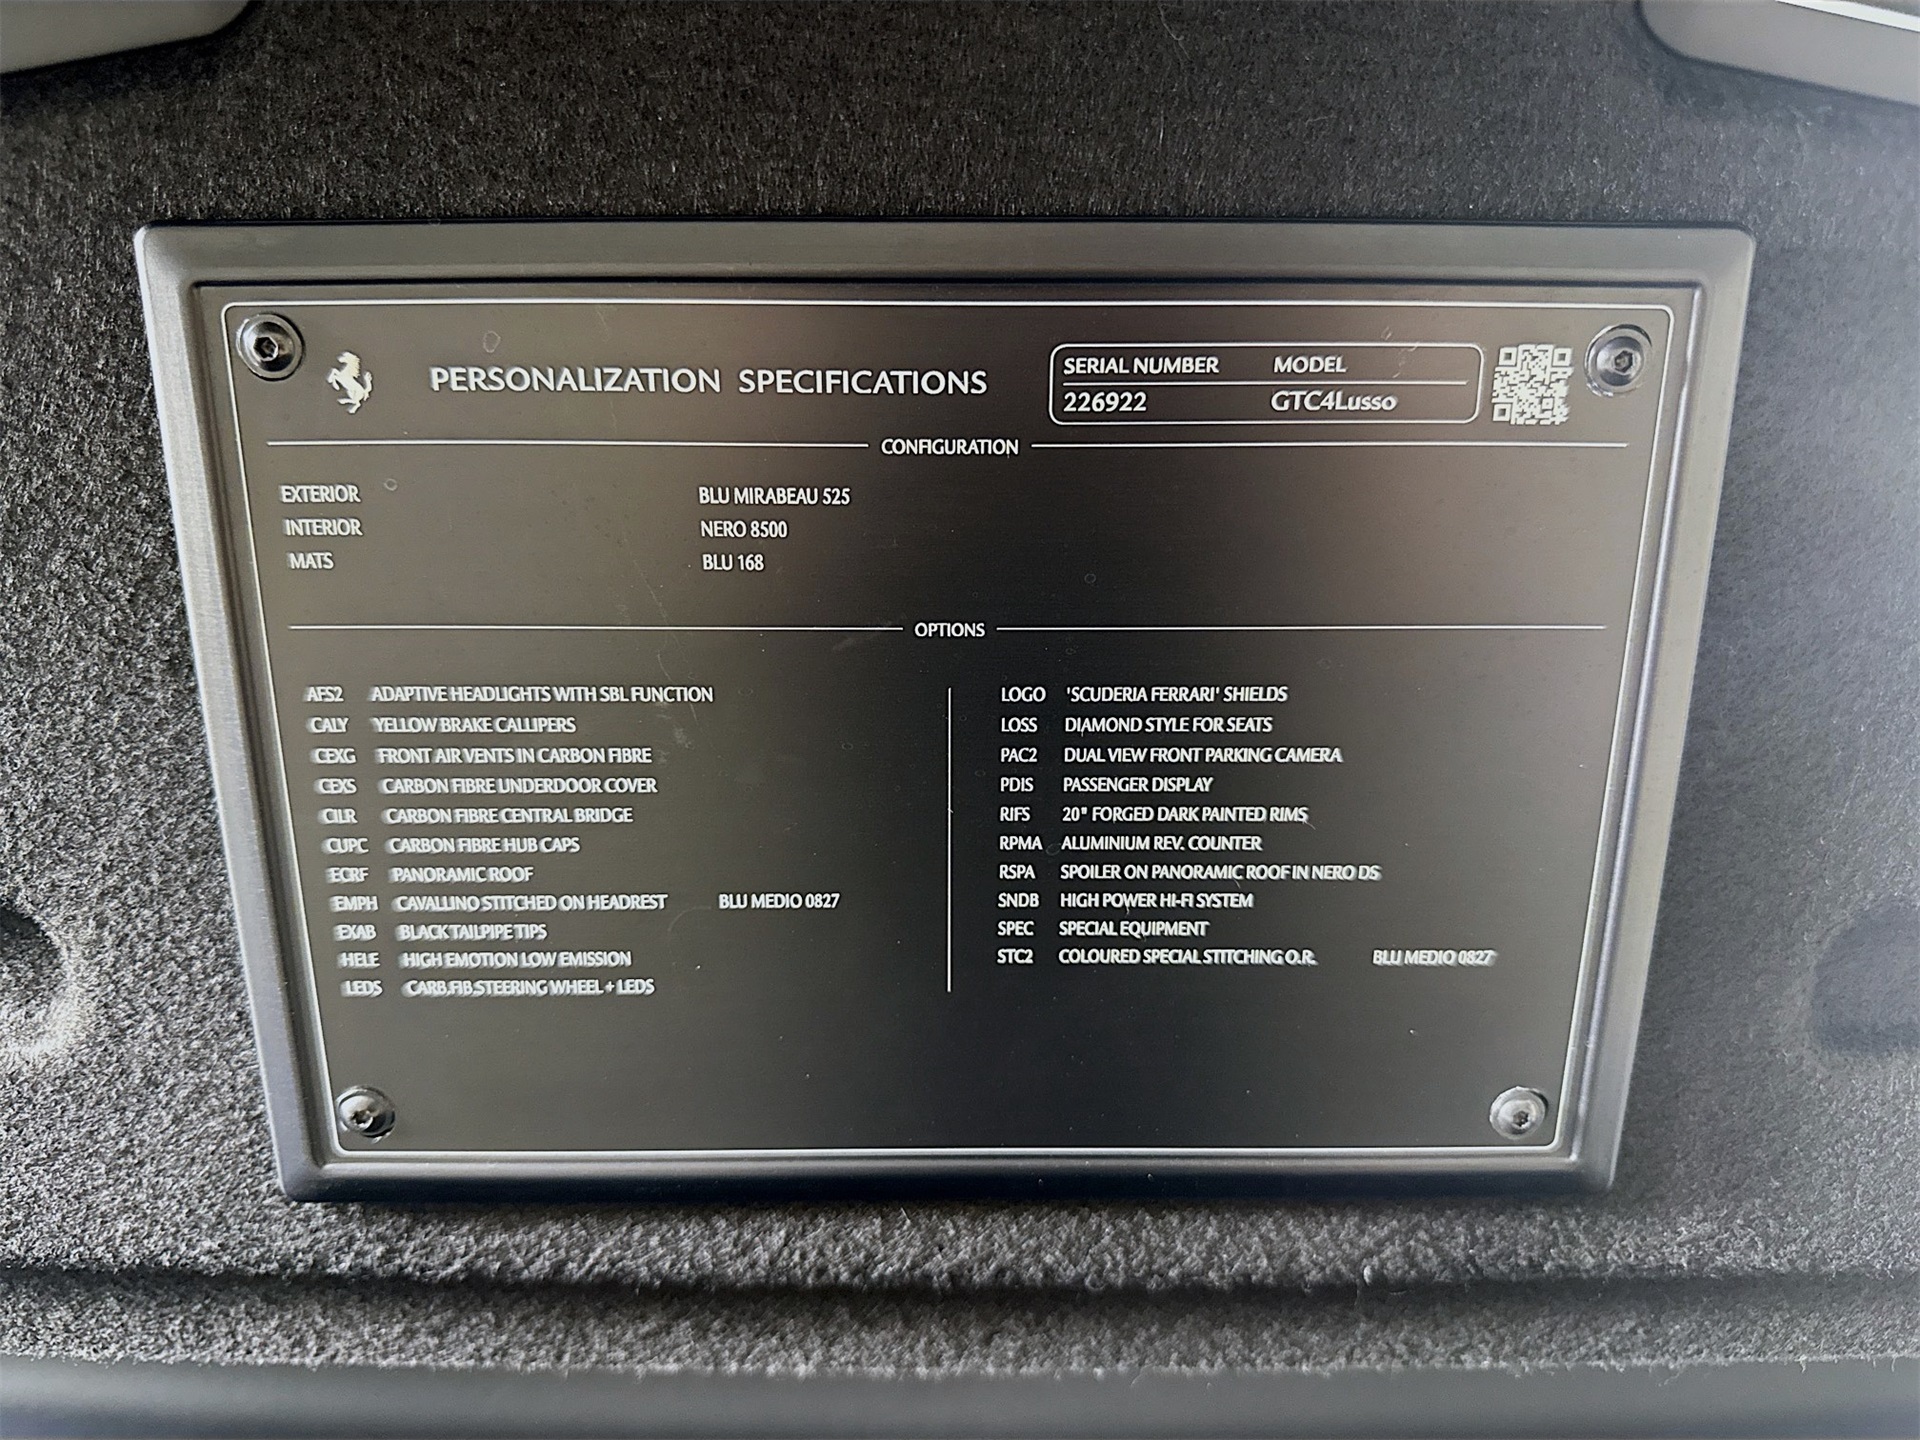 PERSONALIZATION SPECIFICATIONS
SERIAL NUMBER MODEL
226922 GTC4Lusso
CONFIGURATION
EXTERIOR BLU MIRABEAU 525
INTERIOR NERO 8500
MATS BLU 168
OPTIONS
AFS2 ADAPTIVE HEADLIGHTS WITH SBL FUNCTION
CALY YELLOW BRAKE CALLIPERS
CEXG FRONT AIR VENTS IN CARBON FIBRE
CEXS CARBON FIBRE UNDERDOOR COVER
CILR CARBON FIBRE CENTRAL BRIDGE
CUPC CARBON FIBRE HUB CAPS
ECRF PANORAMIC ROOF
EMPH CAVALLINO STITCHED ON HEADREST BLU MEDIO 0827
EXAB BLACK TAILPIPE TIPS
HELE HIGH EMOTION LOW EMISSION
LEDS CARB.FIB.STEERING WHEEL + LEDS
LOGO 'SCUDERIA FERRARI' SHIELDS
LOSS DIAMOND STYLE FOR SEATS
PAC2 DUAL VIEW FRONT PARKING CAMERA
PDIS PASSENGER DISPLAY
RIFS 20" FORGED DARK PAINTED RIMS
RPMA ALUMINIUM REV. COUNTER
RSPA SPOILER ON PANORAMIC ROOF IN NERO DS
SNDB HIGH POWER HI-FI SYSTEM
SPEC SPECIAL EQUIPMENT
STC2 COLOURED SPECIAL STITCHING O.R. BLU MEDIO 0827